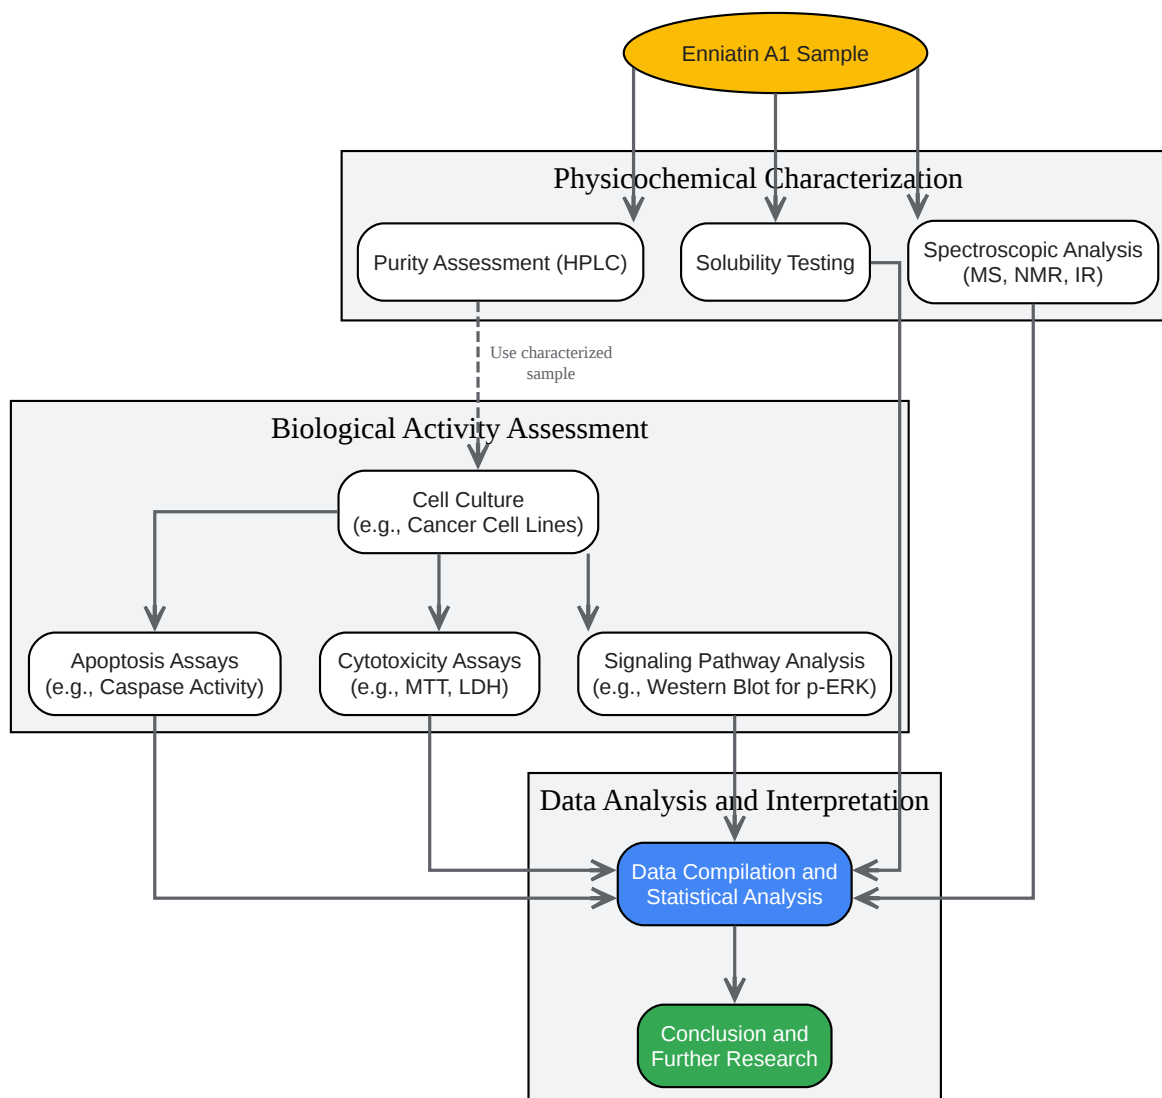 Enniatin A1 Sample
Physicochemical Characterization
Purity Assessment (HPLC)
Solubility Testing
Spectroscopic Analysis
(MS, NMR, IR)
Use characterized
sample
Biological Activity Assessment
Cell Culture
(e.g., Cancer Cell Lines)
Apoptosis Assays
(e.g., Caspase Activity)
Cytotoxicity Assays
(e.g., MTT, LDH)
Signaling Pathway Analysis
(e.g., Western Blot for p-ERK)
Data Analysis and Interpretation
Data Compilation and
Statistical Analysis
Conclusion and
Further Research